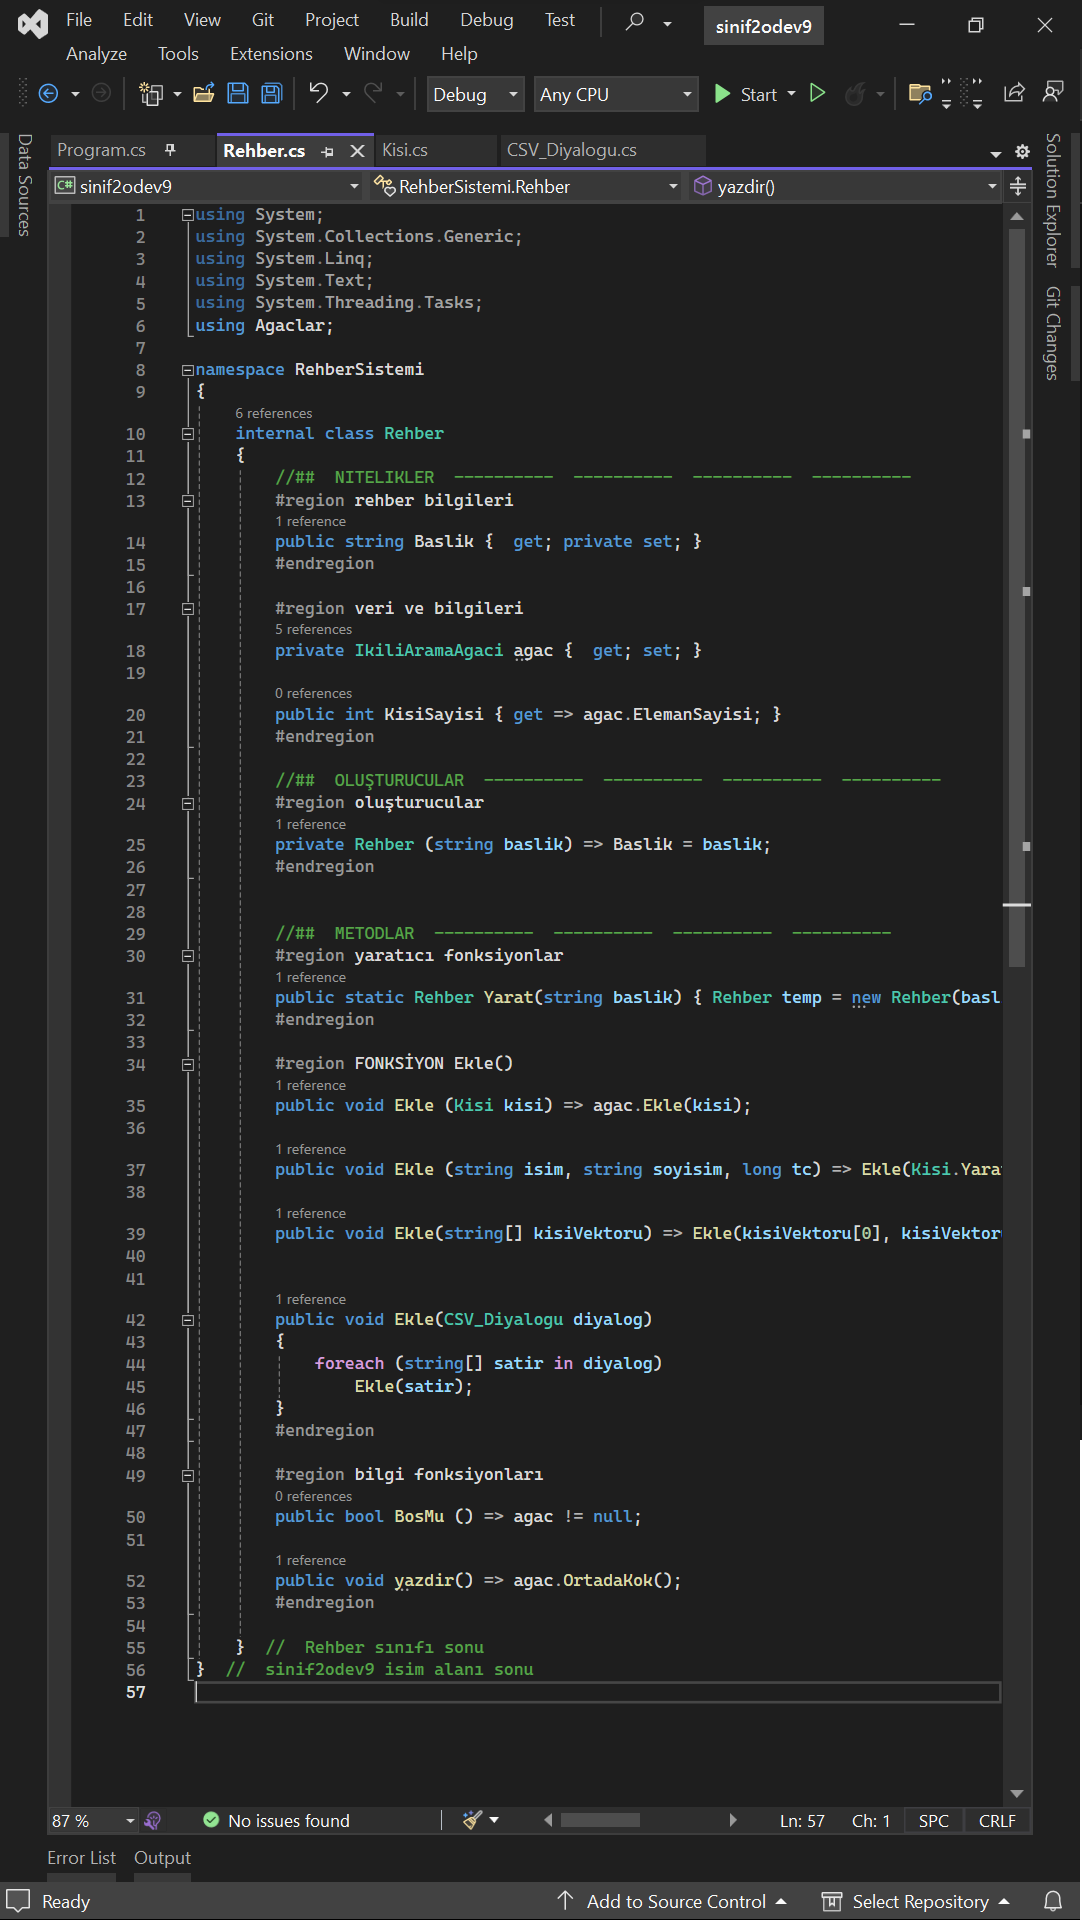 File Edit View Git Project Build Debug Test sinif2odev9
Analyze Tools Extensions Window Help
Debug Any CPU Start
Data Sources
Program.cs Rehber.cs Kisi.cs CSV_Diyalogu.cs
Solution Explorer
Git Changes
C# sinif2odev9 RehberSistemi.Rehber yazdir()
1 using System;
2 using System.Collections.Generic;
3 using System.Linq;
4 using System.Text;
5 using System.Threading.Tasks;
6 using Agaclar;
7
8 namespace RehberSistemi
9 {
6 references
10 internal class Rehber
11 {
12 //## NITELIKLER ---------- ---------- ---------- ----------
13 #region rehber bilgileri
1 reference
14 public string Baslik { get; private set; }
15 #endregion
16
17 #region veri ve bilgileri
5 references
18 private IkiliAramaAgaci agac { get; set; }
19
0 references
20 public int KisiSayisi { get => agac.ElemanSayisi; }
21 #endregion
22
23 //## OLUŞTURUCULAR ---------- ---------- ---------- ----------
24 #region oluşturucular
1 reference
25 private Rehber (string baslik) => Baslik = baslik;
26 #endregion
27
28
29 //## METODLAR ---------- ---------- ---------- ----------
30 #region yaratıcı fonksiyonlar
1 reference
31 public static Rehber Yarat(string baslik) { Rehber temp = new Rehber(basl
32 #endregion
33
34 #region FONKSİYON Ekle()
1 reference
35 public void Ekle (Kisi kisi) => agac.Ekle(kisi);
36
1 reference
37 public void Ekle (string isim, string soyisim, long tc) => Ekle(Kisi.Yara
38
1 reference
39 public void Ekle(string[] kisiVektoru) => Ekle(kisiVektoru[0], kisiVektor
40
41
1 reference
42 public void Ekle(CSV_Diyalogu diyalog)
43 {
44 foreach (string[] satir in diyalog)
45 Ekle(satir);
46 }
47 #endregion
48
49 #region bilgi fonksiyonları
0 references
50 public bool BosMu () => agac != null;
51
1 reference
52 public void yazdir() => agac.OrtadaKok();
53 #endregion
54
55 } // Rehber sınıfı sonu
56 } // sinif2odev9 isim alanı sonu
57
87 % No issues found Ln: 57 Ch: 1 SPC CRLF
Error List Output
Ready Add to Source Control Select Repository